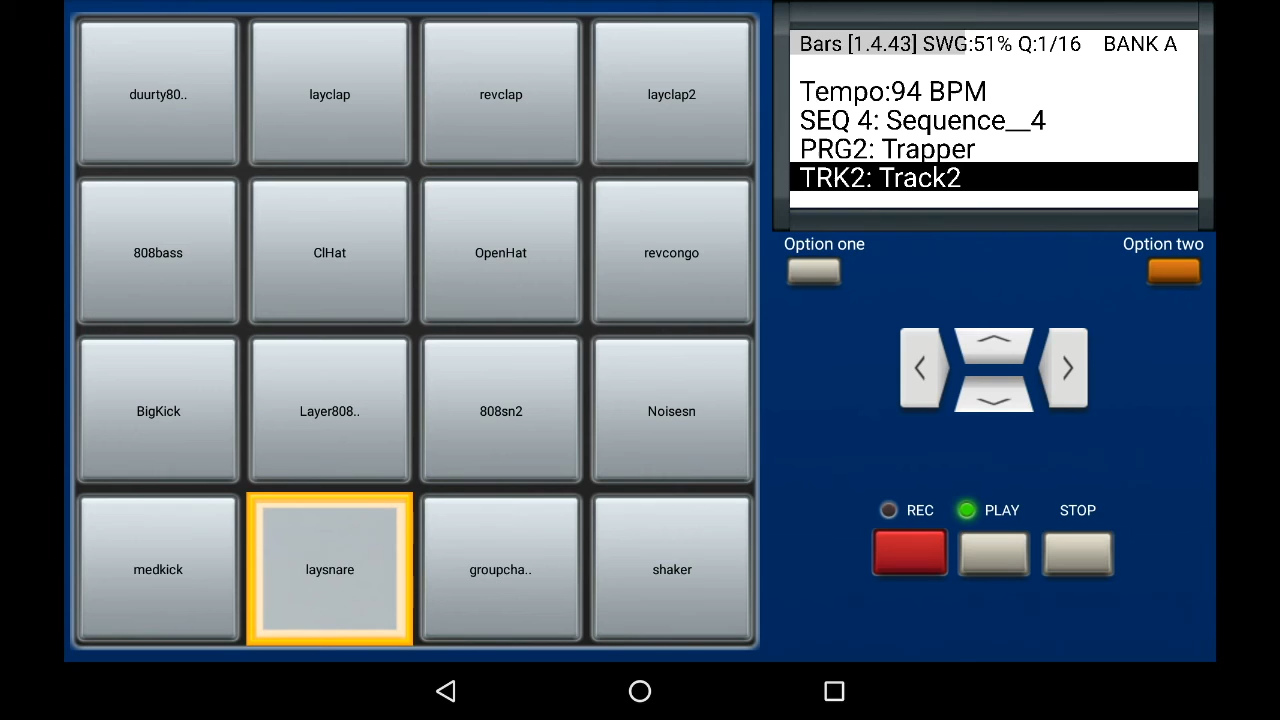 duurty80..
layclap
revclap
layclap2
808bass
ClHat
OpenHat
revcongo
BigKick
Layer808..
808sn2
Noisesn
medkick
laysnare
groupcha..
shaker
Bars [1.4.43] SWG:51% Q:1/16 BANK A
Tempo:94 BPM
SEQ 4: Sequence__4
PRG2: Trapper
TRK2: Track2
Option one
Option two
REC
PLAY
STOP